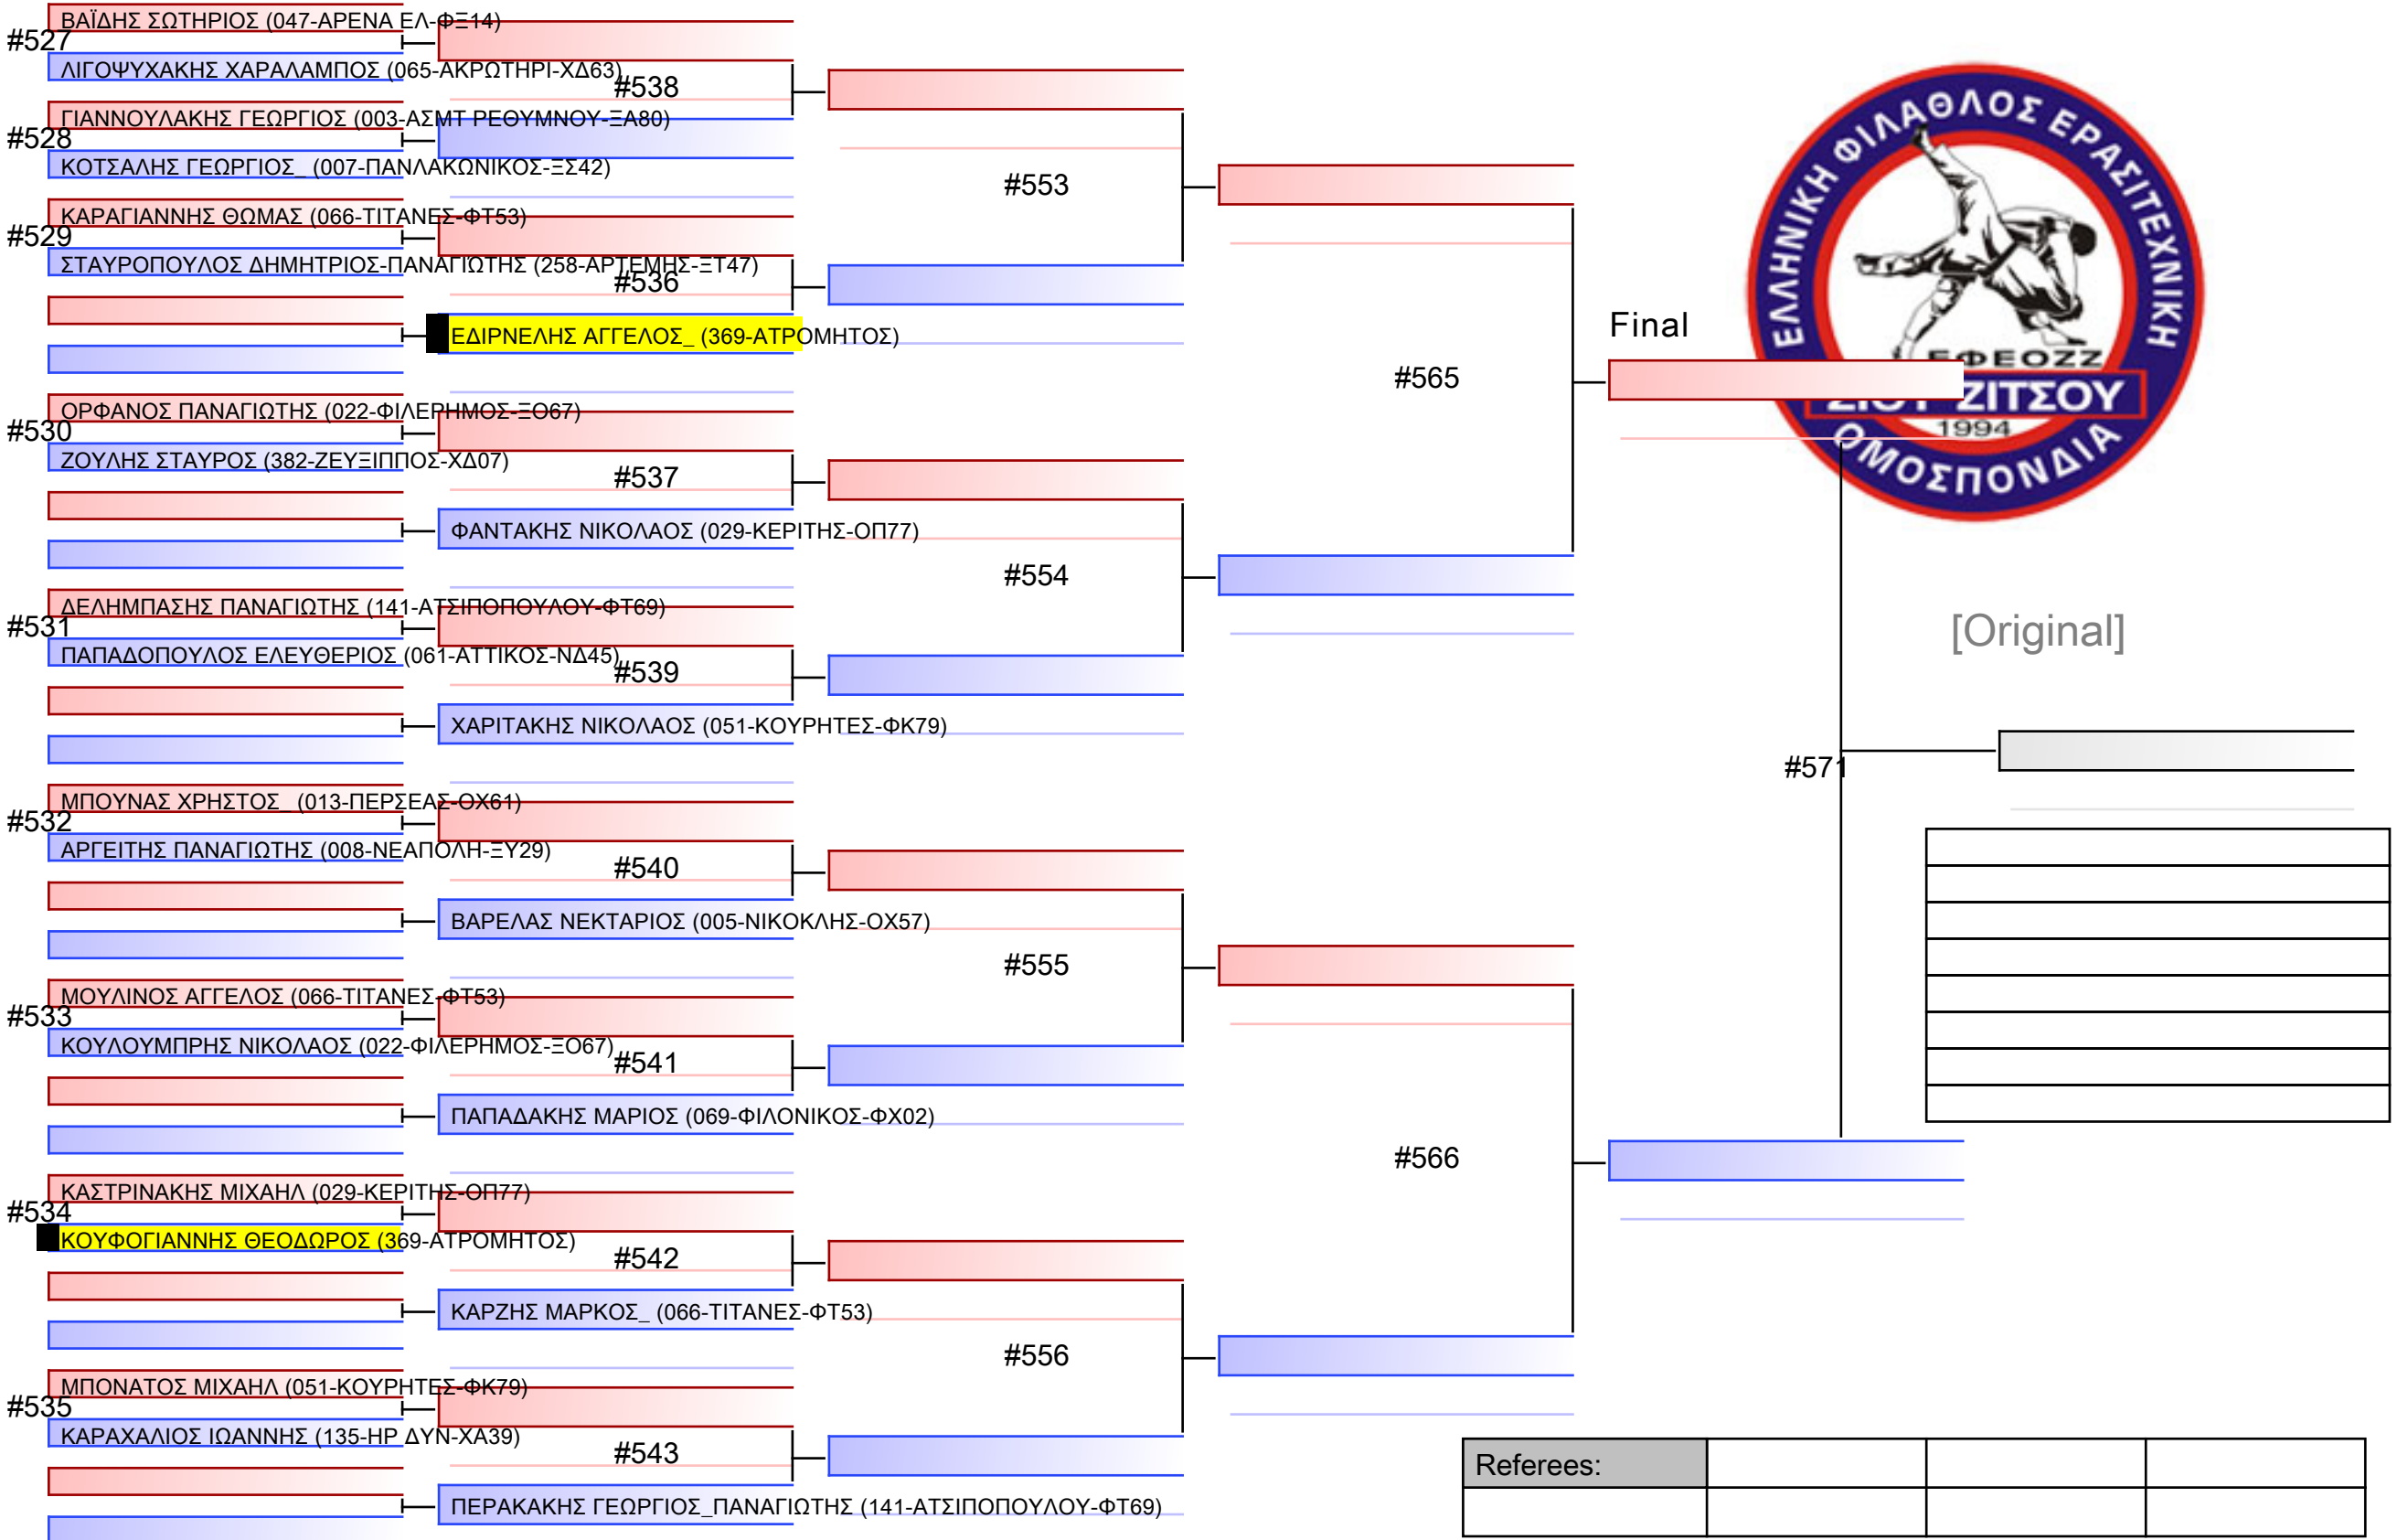 ΒΑΪΔΗΣ ΣΩΤΗΡΙΟΣ (047-ΑΡΕΝΑ ΕΛ-ΦΞ14)
#527
ΛΙΓΟΨΥΧΑΚΗΣ ΧΑΡΑΛΑΜΠΟΣ (065-ΑΚΡΩΤΗΡΙ-ΧΔ63)
#538
ΓΙΑΝΝΟΥΛΑΚΗΣ ΓΕΩΡΓΙΟΣ (003-ΑΣΜΤ ΡΕΘΥΜΝΟΥ-ΞΑ80)
#528
ΚΟΤΣΑΛΗΣ ΓΕΩΡΓΙΟΣ_ (007-ΠΑΝΛΑΚΩΝΙΚΟΣ-ΞΣ42)
#553
ΚΑΡΑΓΙΑΝΝΗΣ ΘΩΜΑΣ (066-ΤΙΤΑΝΕΣ-ΦΤ53)
#529
ΣΤΑΥΡΟΠΟΥΛΟΣ ΔΗΜΗΤΡΙΟΣ-ΠΑΝΑΓΙΩΤΗΣ (258-ΑΡΤΕΜΗΣ-ΞΤ47)
#536
ΕΔΙΡΝΕΛΗΣ ΑΓΓΕΛΟΣ_ (369-ΑΤΡΟΜΗΤΟΣ)
#565
ΟΡΦΑΝΟΣ ΠΑΝΑΓΙΩΤΗΣ (022-ΦΙΛΕΡΗΜΟΣ-ΞΟ67)
#530
ΖΟΥΛΗΣ ΣΤΑΥΡΟΣ (382-ΖΕΥΞΙΠΠΟΣ-ΧΔ07)
#537
ΦΑΝΤΑΚΗΣ ΝΙΚΟΛΑΟΣ (029-ΚΕΡΙΤΗΣ-ΟΠ77)
#554
ΔΕΛΗΜΠΑΣΗΣ ΠΑΝΑΓΙΩΤΗΣ (141-ΑΤΣΙΠΟΠΟΥΛΟΥ-ΦΤ69)
#531
ΠΑΠΑΔΟΠΟΥΛΟΣ ΕΛΕΥΘΕΡΙΟΣ (061-ΑΤΤΙΚΟΣ-ΝΔ45)
#539
ΧΑΡΙΤΑΚΗΣ ΝΙΚΟΛΑΟΣ (051-ΚΟΥΡΗΤΕΣ-ΦΚ79)
ΜΠΟΥΝΑΣ ΧΡΗΣΤΟΣ_ (013-ΠΕΡΣΕΑΣ-ΟΧ61)
#532
ΑΡΓΕΙΤΗΣ ΠΑΝΑΓΙΩΤΗΣ (008-ΝΕΑΠΟΛΗ-ΞΥ29)
#540
ΒΑΡΕΛΑΣ ΝΕΚΤΑΡΙΟΣ (005-ΝΙΚΟΚΛΗΣ-ΟΧ57)
#555
ΜΟΥΛΙΝΟΣ ΑΓΓΕΛΟΣ (066-ΤΙΤΑΝΕΣ-ΦΤ53)
#533
ΚΟΥΛΟΥΜΠΡΗΣ ΝΙΚΟΛΑΟΣ (022-ΦΙΛΕΡΗΜΟΣ-ΞΟ67)
#541
ΠΑΠΑΔΑΚΗΣ ΜΑΡΙΟΣ (069-ΦΙΛΟΝΙΚΟΣ-ΦΧ02)
#566
ΚΑΣΤΡΙΝΑΚΗΣ ΜΙΧΑΗΛ (029-ΚΕΡΙΤΗΣ-ΟΠ77)
#534
ΚΟΥΦΟΓΙΑΝΝΗΣ ΘΕΟΔΩΡΟΣ (369-ΑΤΡΟΜΗΤΟΣ)
#542
ΚΑΡΖΗΣ ΜΑΡΚΟΣ_ (066-ΤΙΤΑΝΕΣ-ΦΤ53)
#556
ΜΠΟΝΑΤΟΣ ΜΙΧΑΗΛ (051-ΚΟΥΡΗΤΕΣ-ΦΚ79)
#535
ΚΑΡΑΧΑΛΙΟΣ ΙΩΑΝΝΗΣ (135-ΗΡ ΔΥΝ-ΧΑ39)
#543
ΠΕΡΑΚΑΚΗΣ ΓΕΩΡΓΙΟΣ_ΠΑΝΑΓΙΩΤΗΣ (141-ΑΤΣΙΠΟΠΟΥΛΟΥ-ΦΤ69)
ΕΛΛΗΝΙΚΗ ΦΙΛΑΘΛΟΣ ΕΡΑΣΙΤΕΧΝΙΚΗ
Final
ΕΦΕΟΖΖ
ΖΙΤΣΟΥ
1994
ΟΜΟΣΠΟΝΔΙΑ
[Original]
#571
Referees: